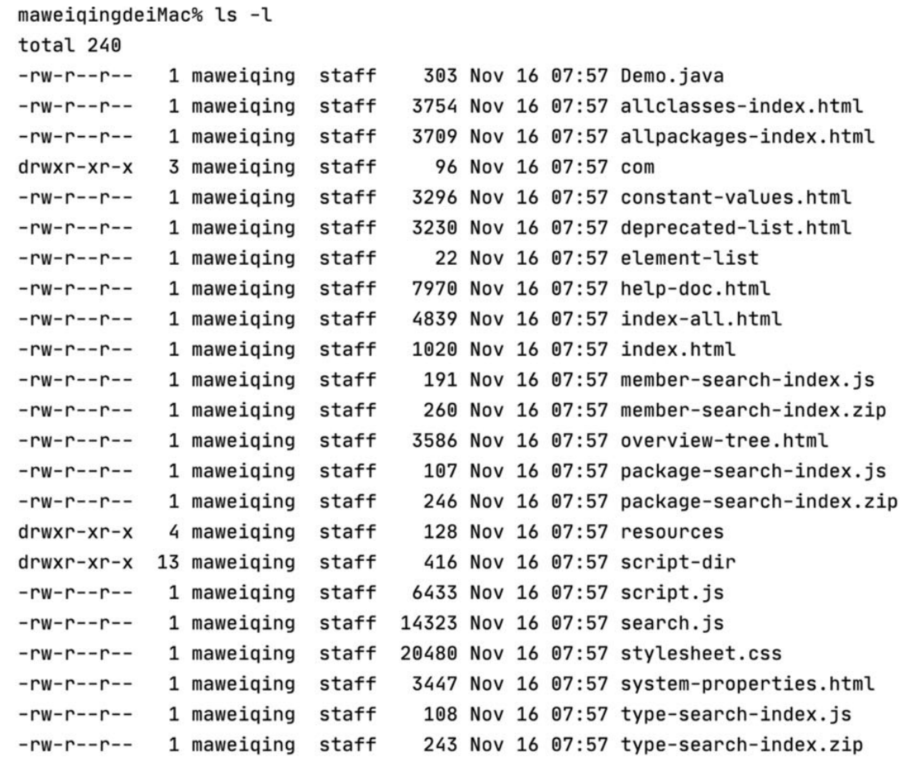 maweiqingdeiMac% ls -l
total 240
-rw-r--r--   1 maweiqing  staff    303 Nov 16 07:57 Demo.java
-rw-r--r--   1 maweiqing  staff   3754 Nov 16 07:57 allclasses-index.html
-rw-r--r--   1 maweiqing  staff   3709 Nov 16 07:57 allpackages-index.html
drwxr-xr-x   3 maweiqing  staff     96 Nov 16 07:57 com
-rw-r--r--   1 maweiqing  staff   3296 Nov 16 07:57 constant-values.html
-rw-r--r--   1 maweiqing  staff   3230 Nov 16 07:57 deprecated-list.html
-rw-r--r--   1 maweiqing  staff     22 Nov 16 07:57 element-list
-rw-r--r--   1 maweiqing  staff   7970 Nov 16 07:57 help-doc.html
-rw-r--r--   1 maweiqing  staff   4839 Nov 16 07:57 index-all.html
-rw-r--r--   1 maweiqing  staff   1020 Nov 16 07:57 index.html
-rw-r--r--   1 maweiqing  staff    191 Nov 16 07:57 member-search-index.js
-rw-r--r--   1 maweiqing  staff    260 Nov 16 07:57 member-search-index.zip
-rw-r--r--   1 maweiqing  staff   3586 Nov 16 07:57 overview-tree.html
-rw-r--r--   1 maweiqing  staff    107 Nov 16 07:57 package-search-index.js
-rw-r--r--   1 maweiqing  staff    246 Nov 16 07:57 package-search-index.zip
drwxr-xr-x   4 maweiqing  staff    128 Nov 16 07:57 resources
drwxr-xr-x  13 maweiqing  staff    416 Nov 16 07:57 script-dir
-rw-r--r--   1 maweiqing  staff   6433 Nov 16 07:57 script.js
-rw-r--r--   1 maweiqing  staff  14323 Nov 16 07:57 search.js
-rw-r--r--   1 maweiqing  staff  20480 Nov 16 07:57 stylesheet.css
-rw-r--r--   1 maweiqing  staff   3447 Nov 16 07:57 system-properties.html
-rw-r--r--   1 maweiqing  staff    108 Nov 16 07:57 type-search-index.js
-rw-r--r--   1 maweiqing  staff    243 Nov 16 07:57 type-search-index.zip